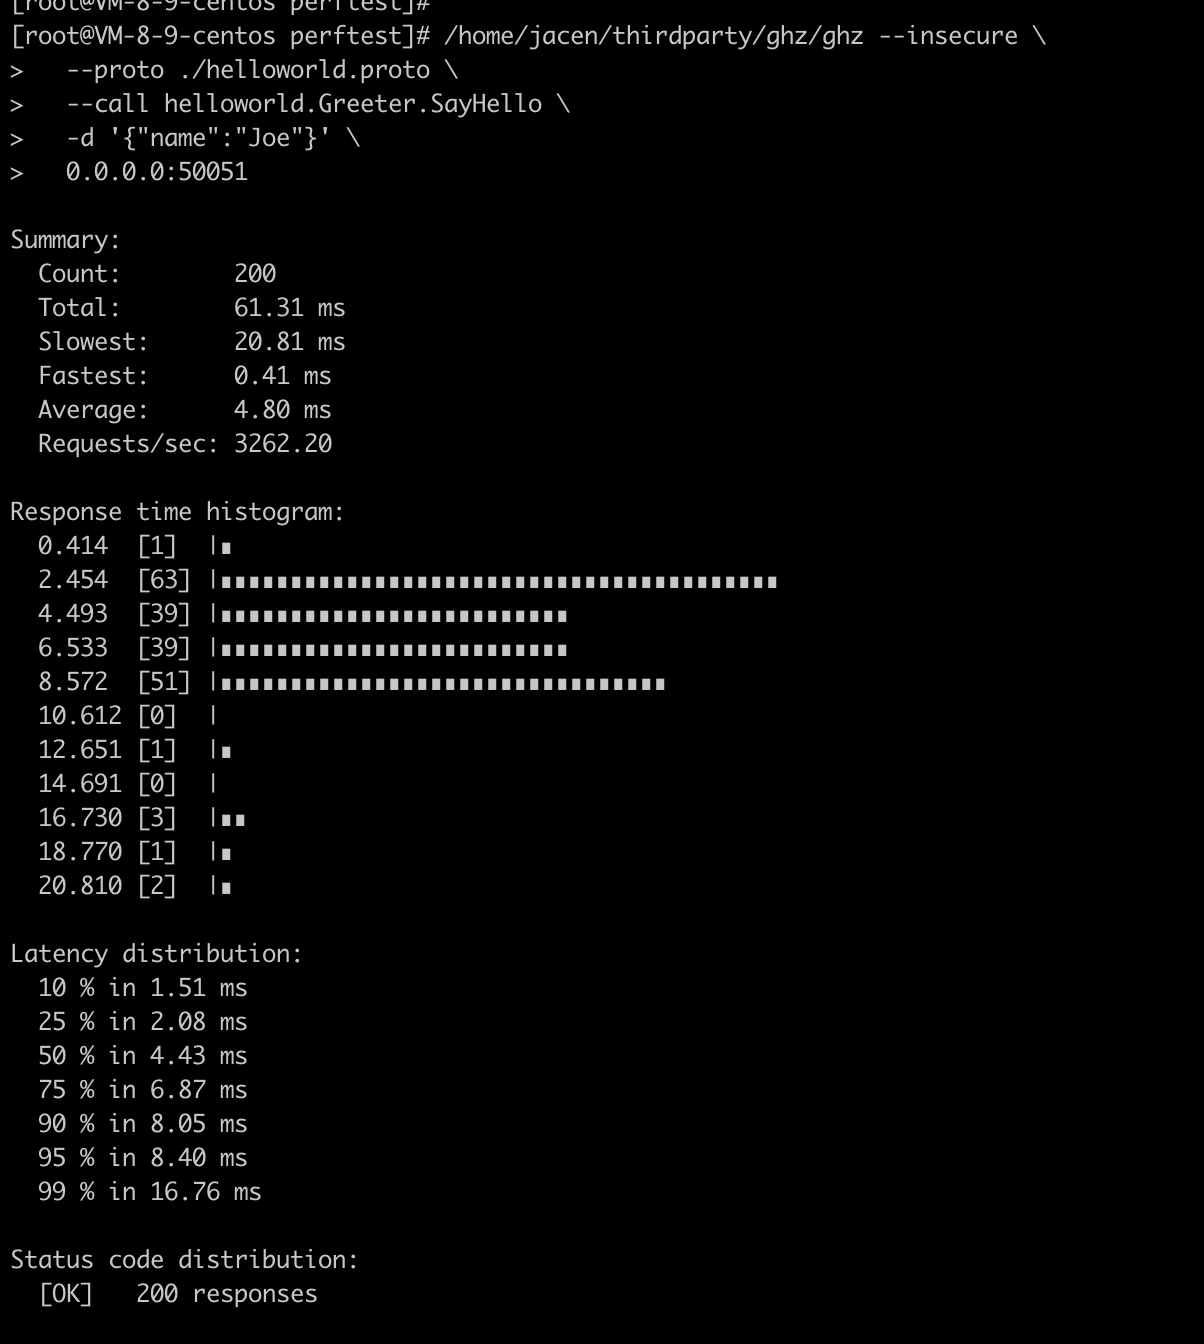 [root@VM-8-9-centos perftest]#
[root@VM-8-9-centos perftest]# /home/jacen/thirdparty/ghz/ghz --insecure \
>   --proto ./helloworld.proto \
>   --call helloworld.Greeter.SayHello \
>   -d '{"name":"Joe"}' \
>   0.0.0.0:50051

Summary:
  Count:        200
  Total:        61.31 ms
  Slowest:      20.81 ms
  Fastest:      0.41 ms
  Average:      4.80 ms
  Requests/sec: 3262.20

Response time histogram:
  0.414  [1]  |∎
  2.454  [63] |∎∎∎∎∎∎∎∎∎∎∎∎∎∎∎∎∎∎∎∎∎∎∎∎∎∎∎∎∎∎∎∎∎∎∎∎∎∎∎∎
  4.493  [39] |∎∎∎∎∎∎∎∎∎∎∎∎∎∎∎∎∎∎∎∎∎∎∎∎∎
  6.533  [39] |∎∎∎∎∎∎∎∎∎∎∎∎∎∎∎∎∎∎∎∎∎∎∎∎∎
  8.572  [51] |∎∎∎∎∎∎∎∎∎∎∎∎∎∎∎∎∎∎∎∎∎∎∎∎∎∎∎∎∎∎∎∎
  10.612 [0]  |
  12.651 [1]  |∎
  14.691 [0]  |
  16.730 [3]  |∎∎
  18.770 [1]  |∎
  20.810 [2]  |∎

Latency distribution:
  10 % in 1.51 ms
  25 % in 2.08 ms
  50 % in 4.43 ms
  75 % in 6.87 ms
  90 % in 8.05 ms
  95 % in 8.40 ms
  99 % in 16.76 ms

Status code distribution:
  [OK]   200 responses